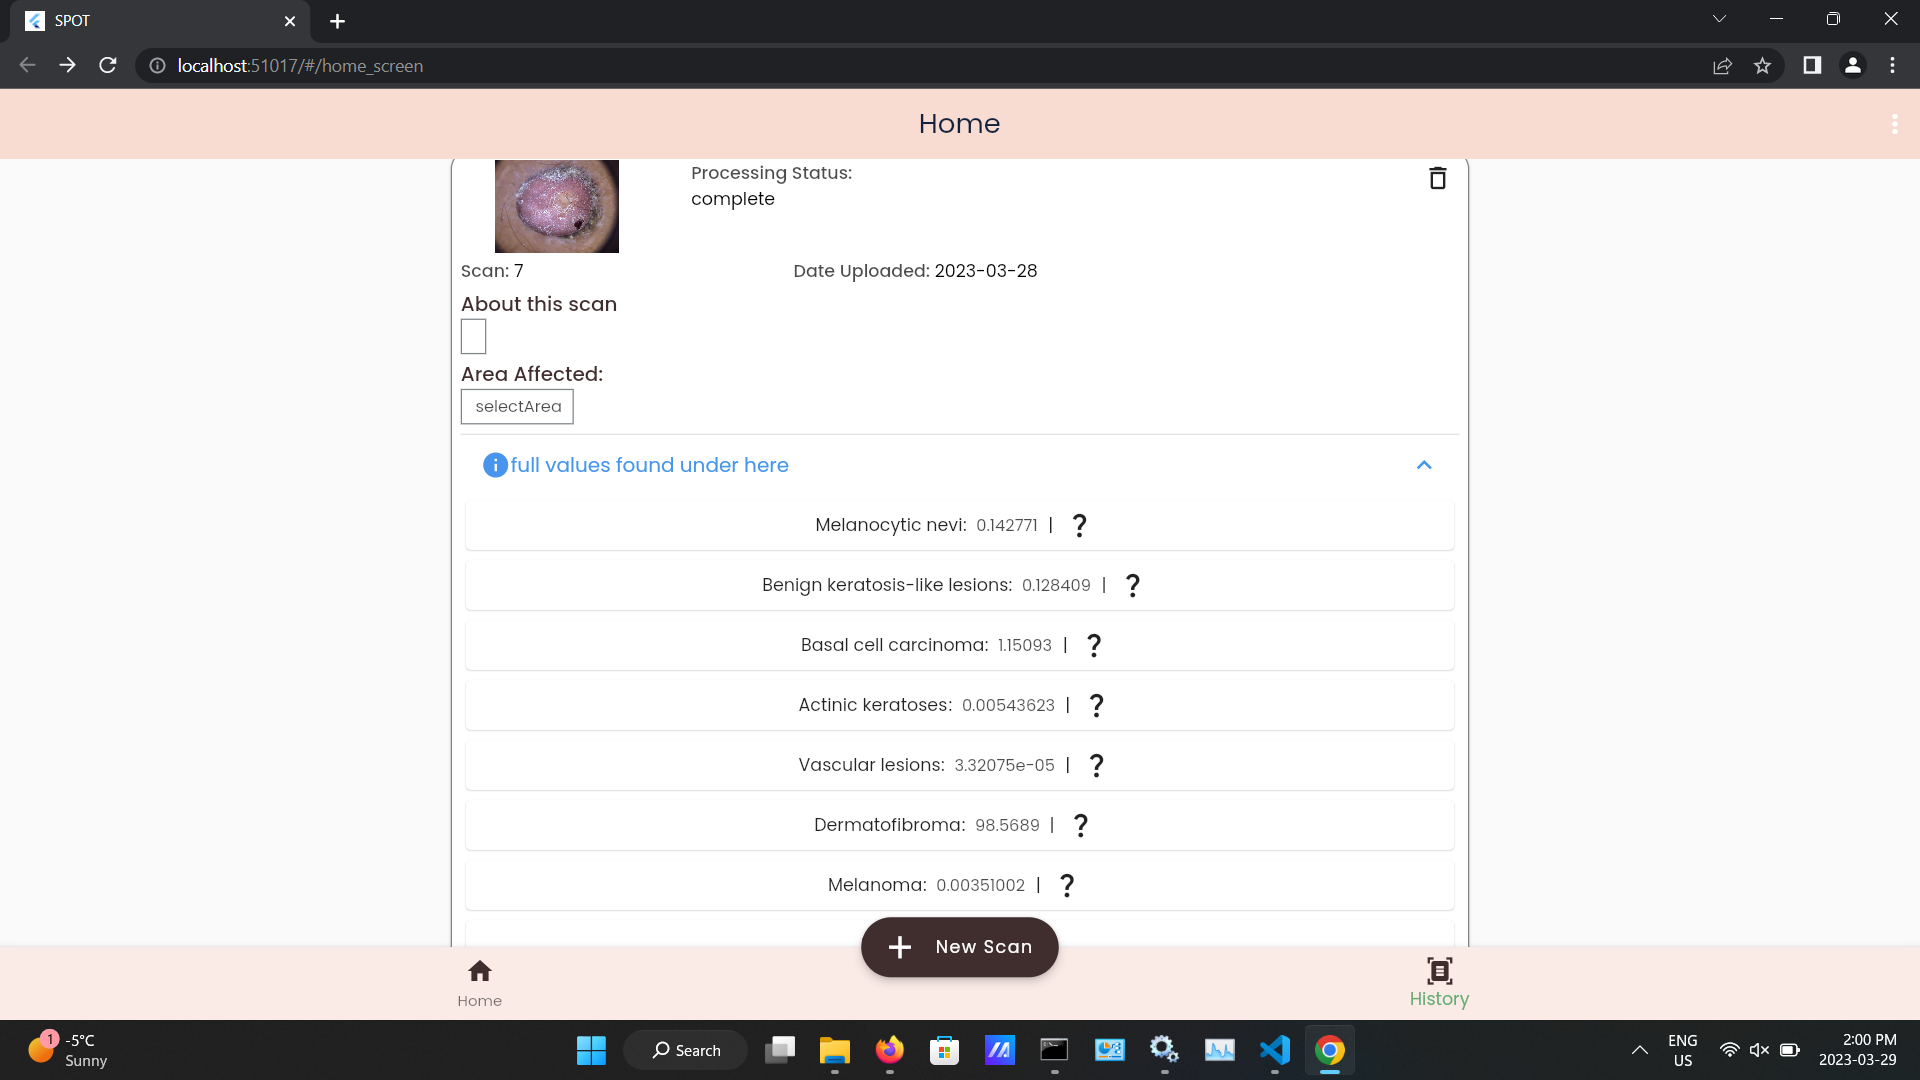 SPOT
localhost:51017/#/home_screen
Home
Processing Status:
complete
Scan: 7
Date Uploaded: 2023-03-28
About this scan
Area Affected:
selectArea
full values found under here
Melanocytic nevi: 0.142771 | ?
Benign keratosis-like lesions: 0.128409 | ?
Basal cell carcinoma: 1.15093 | ?
Actinic keratoses: 0.00543623 | ?
Vascular lesions: 3.32075e-05 | ?
Dermatofibroma: 98.5689 | ?
Melanoma: 0.00351002 | ?
+ New Scan
Home
History
1
-5°C
Sunny
Search
ENG
US
2:00 PM
2023-03-29